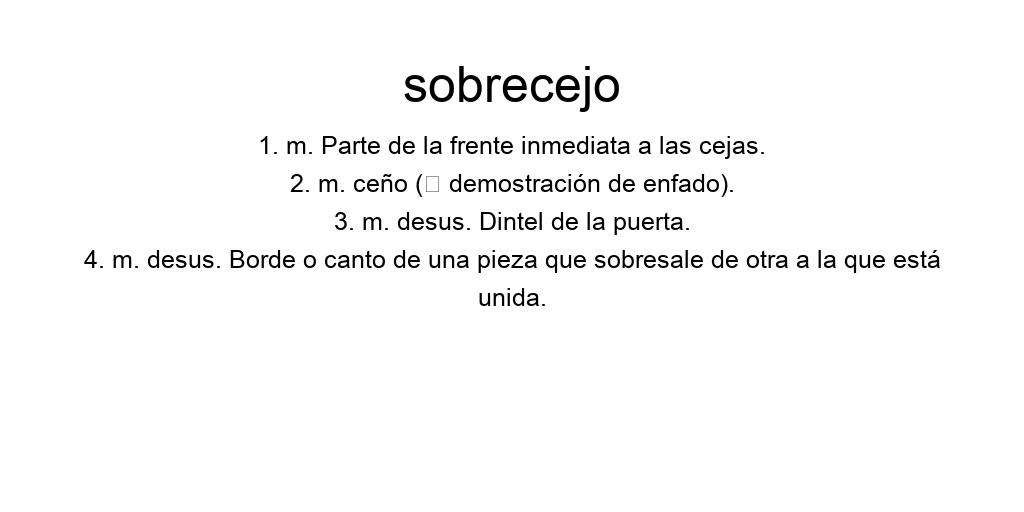 sobrecejo
1. m. Parte de la frente inmediata a las cejas.
2. m. ceño (□ demostración de enfado).
3. m. desus. Dintel de la puerta.
4. m. desus. Borde o canto de una pieza que sobresale de otra a la que está
unida.